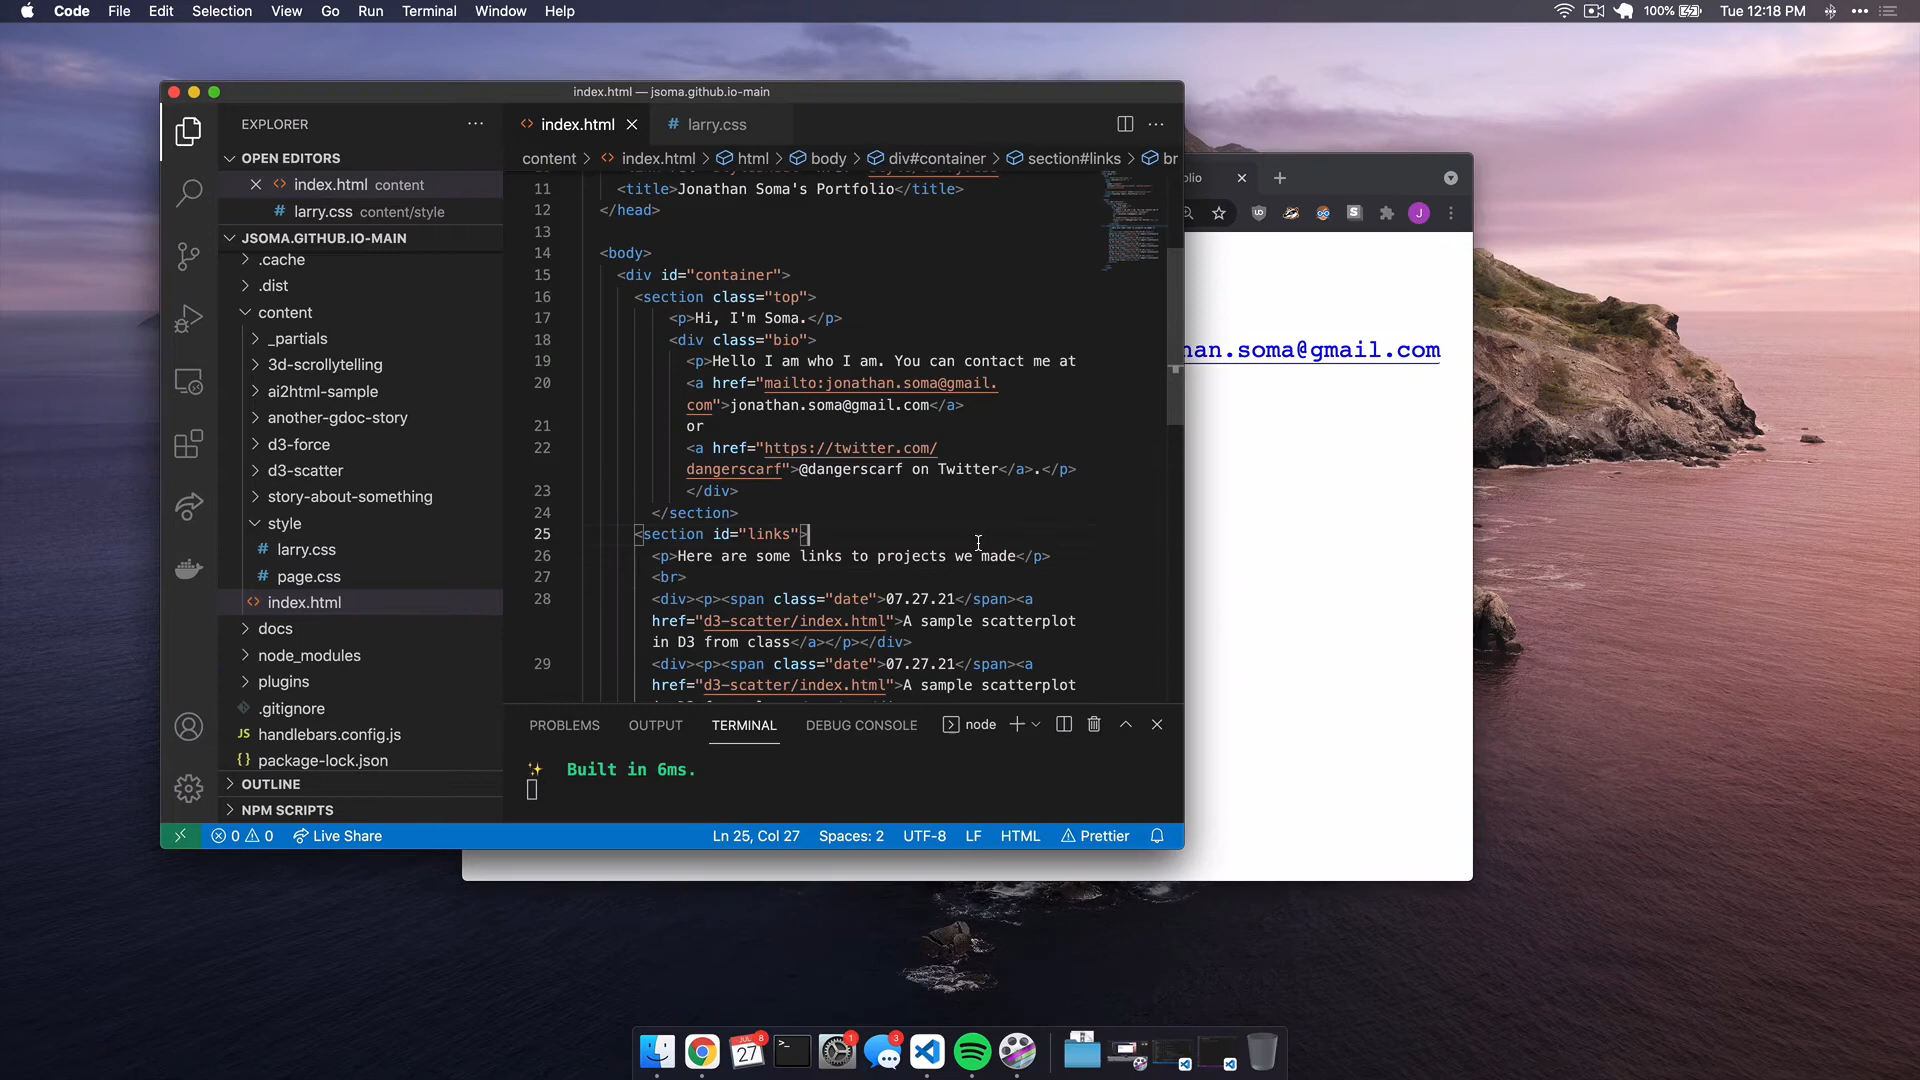 Code File Edit Selection View Go Run Terminal Window Help
100% Tue 12:18 PM
index.html — jsoma.github.io-main
EXPLORER
OPEN EDITORS
index.html content
larry.css content/style
JSOMA.GITHUB.IO-MAIN
.cache
.dist
content
_partials
3d-scrollytelling
ai2html-sample
another-gdoc-story
d3-force
d3-scatter
story-about-something
style
larry.css
page.css
index.html
docs
node_modules
plugins
.gitignore
JS handlebars.config.js
{} package-lock.json
OUTLINE
NPM SCRIPTS
index.html
# larry.css
content > index.html > html > body > div#container > section#links > br
11 <title>Jonathan Soma's Portfolio</title>
12 </head>
13
14 <body>
15 <div id="container">
16 <section class="top">
17 <p>Hi, I'm Soma.</p>
18 <div class="bio">
19 <p>Hello I am who I am. You can contact me at
20 <a href="mailto:jonathan.soma@gmail.
com">jonathan.soma@gmail.com</a>
21 or
22 <a href="https://twitter.com/
dangerscarf">@dangerscarf on Twitter</a>.</p>
23 </div>
24 </section>
25 <section id="links">
26 <p>Here are some links to projects we made</p>
27 <br>
28 <div><p><span class="date">07.27.21</span><a
href="d3-scatter/index.html">A sample scatterplot
in D3 from class</a></p></div>
29 <div><p><span class="date">07.27.21</span><a
href="d3-scatter/index.html">A sample scatterplot
PROBLEMS OUTPUT TERMINAL DEBUG CONSOLE node
Built in 6ms.
0 0 Live Share Ln 25, Col 27 Spaces: 2 UTF-8 LF HTML Prettier
olio
J
han.soma@gmail.com
JUL
27
8
1
3